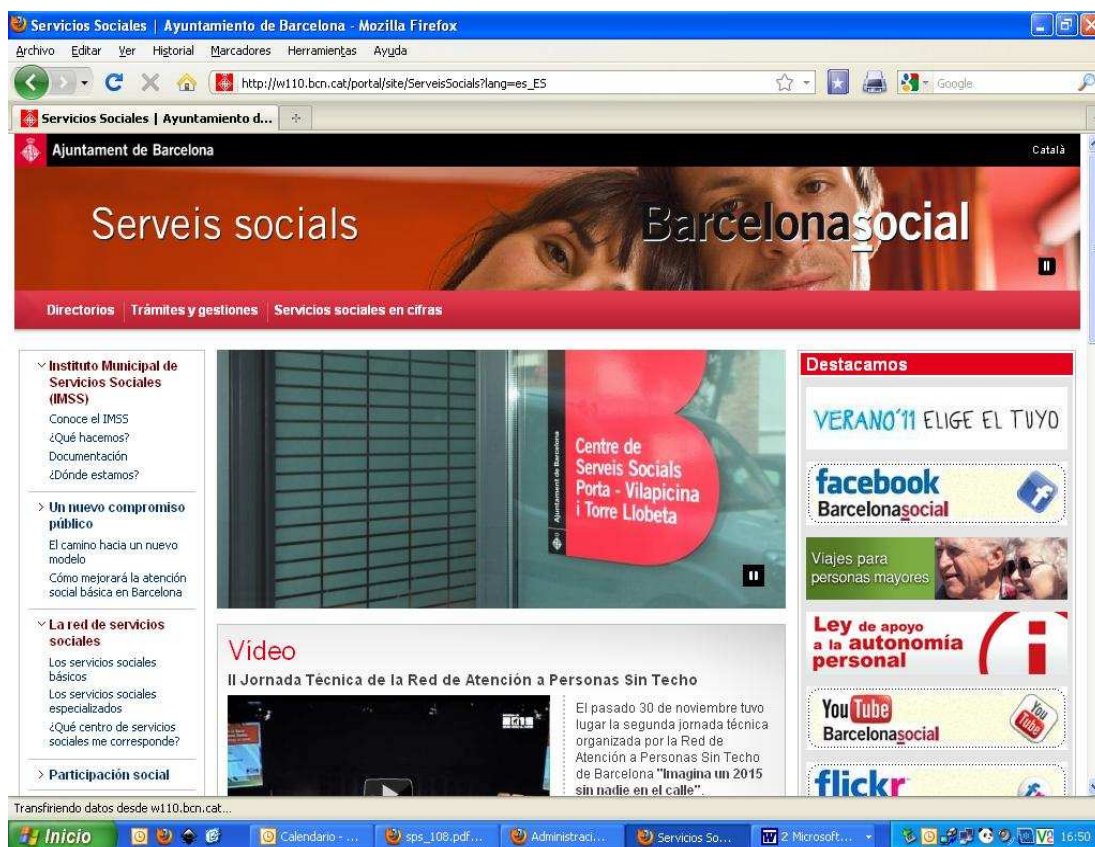 Servicios Sociales | Ayuntamiento de Barcelona - Mozilla Firefox
Archivo Editar Ver Historial Marcadores Herramientas Ayuda
http://w110.bcn.cat/portal/site/ServeisSocials?lang=es_ES
Google
Servicios Sociales | Ayuntamiento d...
Ajuntament de Barcelona
Català
Serveis socials
Barcelonasocial
Directorios | Trámites y gestiones | Servicios sociales en cifras
Instituto Municipal de
Servicios Sociales
(IMSS)
Conoce el IMSS
¿Qué hacemos?
Documentación
¿Dónde estamos?
Un nuevo compromiso
público
El camino hacia un nuevo
modelo
Cómo mejorará la atención
social básica en Barcelona
La red de servicios
sociales
Los servicios sociales
básicos
Los servicios sociales
especializados
¿Qué centro de servicios
sociales me corresponde?
Participación social
Ajuntament de Barcelona
Centre de
Serveis Socials
Porta - Vilapicina
i Torre Llobeta
Vídeo
II Jornada Técnica de la Red de Atención a Personas Sin Techo
El pasado 30 de noviembre tuvo
lugar la segunda jornada técnica
organizada por la Red de
Atención a Personas Sin Techo
de Barcelona "Imagina un 2015
sin nadie en el calle".
Destacamos
VERANO'11 ELIGE EL TUYO
facebook
Barcelonasocial
Viajes para
personas mayores
Ley de apoyo
a la autonomía
personal
YouTube
Barcelonasocial
You
Tube
flickr
Transfiriendo datos desde w110.bcn.cat...
Inicio
Calendario - ...
sps_108.pdf...
Administraci...
Servicios So...
2 Microsoft...
16:50